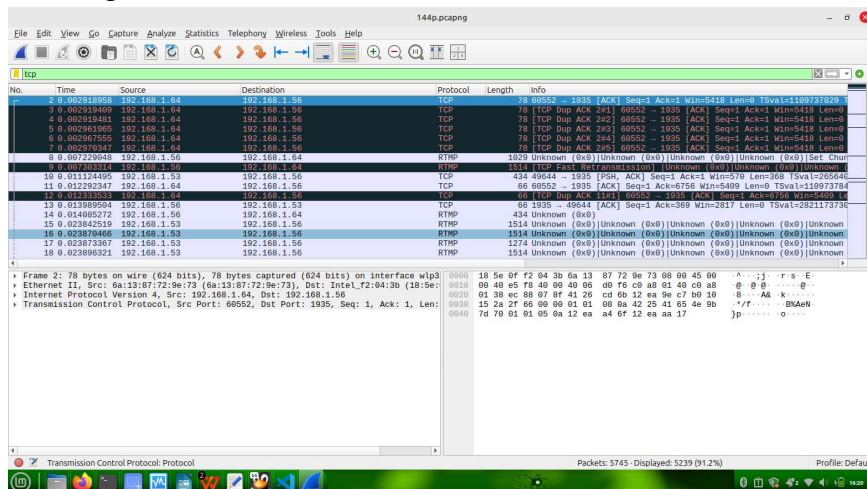 144p.pcapng
File Edit View Go Capture Analyze Statistics Telephony Wireless Tools Help
tcp
No. Time Source Destination Protocol Length Info
2 0.002918958 192.168.1.64 192.168.1.56 TCP 78 60552 → 1935 [ACK] Seq=1 Ack=1 Win=5418 Len=0 TSval=1109737829 T
3 0.002919409 192.168.1.64 192.168.1.56 TCP 78 [TCP Dup ACK 2#1] 60552 → 1935 [ACK] Seq=1 Ack=1 Win=5418 Len=0
4 0.002919481 192.168.1.64 192.168.1.56 TCP 78 [TCP Dup ACK 2#2] 60552 → 1935 [ACK] Seq=1 Ack=1 Win=5418 Len=0
5 0.002961965 192.168.1.64 192.168.1.56 TCP 78 [TCP Dup ACK 2#3] 60552 → 1935 [ACK] Seq=1 Ack=1 Win=5418 Len=0
6 0.002967555 192.168.1.64 192.168.1.56 TCP 78 [TCP Dup ACK 2#4] 60552 → 1935 [ACK] Seq=1 Ack=1 Win=5418 Len=0
7 0.002970347 192.168.1.64 192.168.1.56 TCP 78 [TCP Dup ACK 2#5] 60552 → 1935 [ACK] Seq=1 Ack=1 Win=5418 Len=0
8 0.007229048 192.168.1.56 192.168.1.64 RTMP 1029 Unknown (0x0)|Unknown (0x0)|Unknown (0x0)|Unknown (0x0)|Set Chun
9 0.007303314 192.168.1.56 192.168.1.64 RTMP 1514 [TCP Fast Retransmission] |Unknown (0x0)|Unknown (0x0)|Unknown (
10 0.011124495 192.168.1.56 192.168.1.53 TCP 434 49644 → 1935 [PSH, ACK] Seq=1 Ack=1 Win=570 Len=368 TSval=265640
11 0.012292347 192.168.1.64 192.168.1.56 TCP 66 60552 → 1935 [ACK] Seq=1 Ack=6756 Win=5409 Len=0 TSval=110973784
12 0.012333533 192.168.1.64 192.168.1.56 TCP 66 [TCP Dup ACK 11#1] 60552 → 1935 [ACK] Seq=1 Ack=6756 Win=5409 Le
13 0.013989504 192.168.1.53 192.168.1.56 TCP 66 1935 → 49644 [ACK] Seq=1 Ack=369 Win=2817 Len=0 TSval=2821173730
14 0.014085272 192.168.1.56 192.168.1.53 RTMP 434 Unknown (0x0)
15 0.023842519 192.168.1.53 192.168.1.56 RTMP 1514 Unknown (0x0)|Unknown (0x0)|Unknown (0x0)|Unknown (0x0)|Unknown
16 0.023870466 192.168.1.53 192.168.1.56 RTMP 1514 Unknown (0x0)|Unknown (0x0)|Unknown (0x0)|Unknown (0x0)|Unknown
17 0.023873367 192.168.1.53 192.168.1.56 RTMP 1274 Unknown (0x0)|Unknown (0x0)|Unknown (0x0)|Unknown (0x0)|Unknown
18 0.023896321 192.168.1.53 192.168.1.56 RTMP 1514 Unknown (0x0)|Unknown (0x0)|Unknown (0x0)|Unknown (0x0)|Unknown
Frame 2: 78 bytes on wire (624 bits), 78 bytes captured (624 bits) on interface wlp3
Ethernet II, Src: 6a:13:87:72:9e:73 (6a:13:87:72:9e:73), Dst: Intel_f2:04:3b (18:5e:
Internet Protocol Version 4, Src: 192.168.1.64, Dst: 192.168.1.56
Transmission Control Protocol, Src Port: 60552, Dst Port: 1935, Seq: 1, Ack: 1, Len:
0000 18 5e 0f f2 04 3b 6a 13 87 72 9e 73 08 00 45 00
0010 00 40 e5 f8 40 00 40 06 d0 f6 c0 a8 01 40 c0 a8
0020 01 38 ec 88 07 8f 41 26 cd 6b 12 ea 9e c7 b0 10
0030 15 2a 2f 66 00 00 01 01 08 0a 42 25 41 65 4e 9b
0040 7d 70 01 01 05 0a 12 ea a4 6f 12 ea aa 17
Transmission Control Protocol: Protocol
Packets: 5745 · Displayed: 5239 (91.2%)
Profile: Defau
16:20